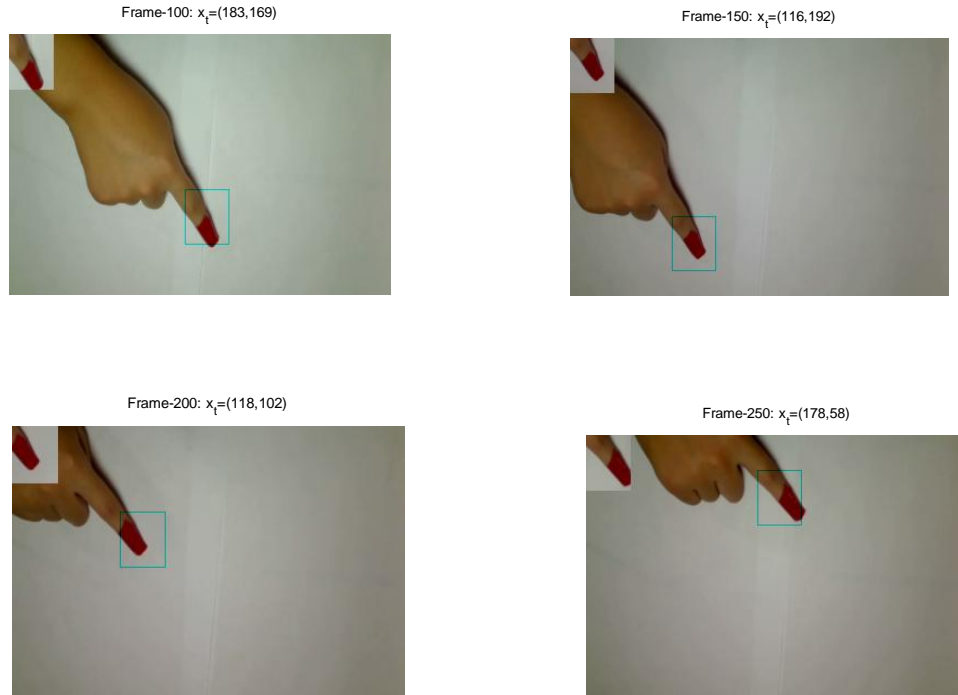 Frame-100: x_t=(183,169)
Frame-150: x_t=(116,192)
Frame-200: x_t=(118,102)
Frame-250: x_t=(178,58)